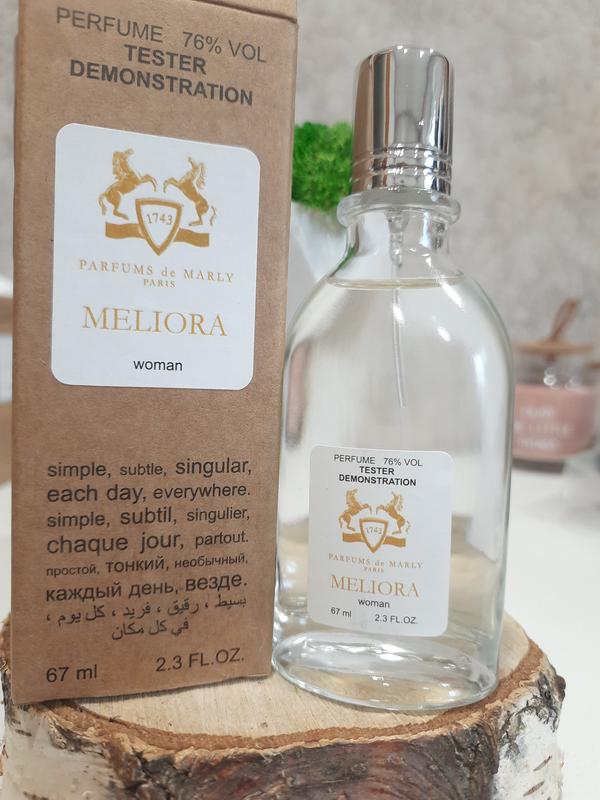 PERFUME 76% VOL
TESTER
DEMONSTRATION
1743
PARFUMS de MARLY
PARIS
MELIORA
woman
simple, subtle, singular,
each day, everywhere.
simple, subtil, singulier,
chaque jour, partout.
простой, тонкий, необычный,
каждый день, везде.
بسيط ، رقيق ، فريد ، كل يوم ،
في كل مكان
67 ml 2.3 FL.OZ.
PERFUME 76% VOL
TESTER
DEMONSTRATION
1743
PARFUMS de MARLY
PARIS
MELIORA
woman
67 ml 2.3 FL.OZ.